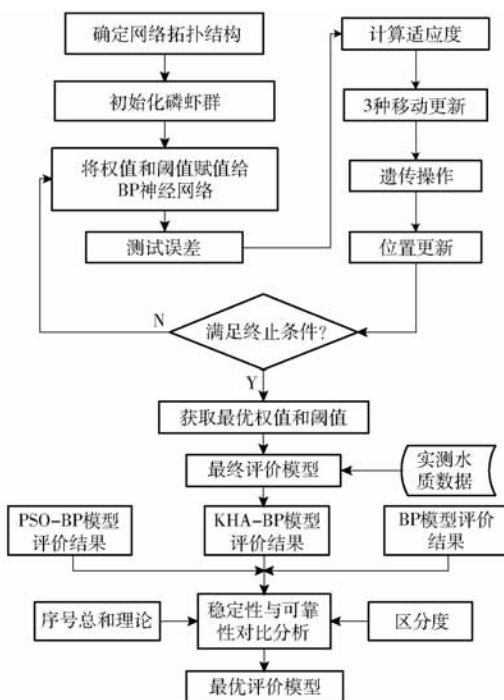 确定网络拓扑结构
初始化磷虾群
将权值和阈值赋值给
BP神经网络
测试误差
计算适应度
3种移动更新
遗传操作
位置更新
满足终止条件?
N
Y
获取最优权值和阈值
最终评价模型
实测水
质数据
PSO-BP模型
评价结果
KHA-BP模型
评价结果
BP模型评价
结果
序号总和理论
稳定性与可靠
性对比分析
区分度
最优评价模型